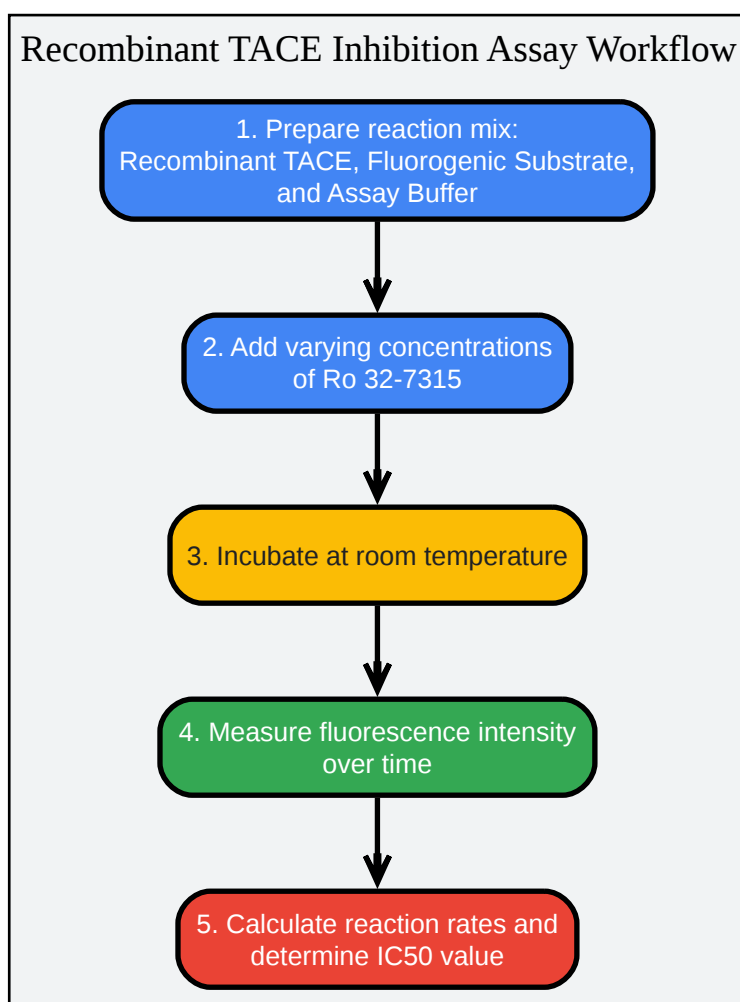 Recombinant TACE Inhibition Assay Workflow
1. Prepare reaction mix:
Recombinant TACE, Fluorogenic Substrate,
and Assay Buffer
2. Add varying concentrations
of Ro 32-7315
3. Incubate at room temperature
4. Measure fluorescence intensity
over time
5. Calculate reaction rates and
determine IC50 value